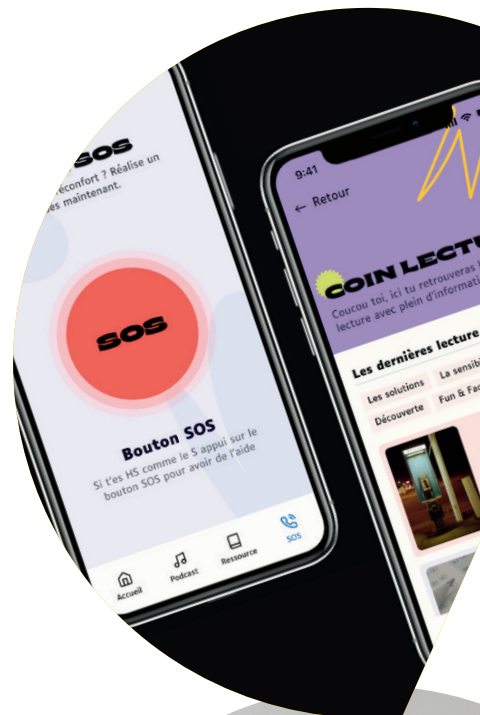 SOS
réconfort ? Réalise un
maintenant.
SOS
Bouton SOS
Si t'es HS comme le S appui sur le
bouton SOS pour avoir de l'aide
Accueil
Podcast
Ressource
SOS
9:41
← Retour
COIN LECTU
Coucou toi, ici tu retrouveras
lecture avec plein d'informati
Les dernières lecture
Les solutions
La sensib
Découverte
Fun & Fac